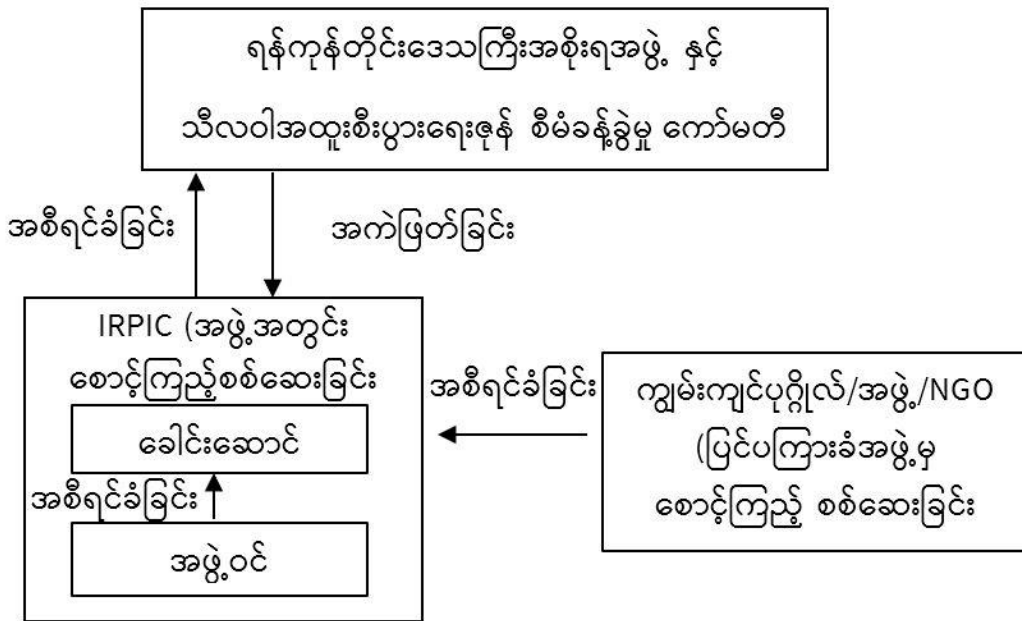 ရန်ကုန်တိုင်းဒေသကြီးအစိုးရအဖွဲ့ နှင့်
သီလဝါအထူးစီးပွားရေးဇုန် စီမံခန့်ခွဲမှု ကော်မတီ
အစီရင်ခံခြင်း
အကဲဖြတ်ခြင်း
IRPIC (အဖွဲ့အတွင်း
စောင့်ကြည့်စစ်ဆေးခြင်း
ခေါင်းဆောင်
အစီရင်ခံခြင်း
အဖွဲ့ဝင်
အစီရင်ခံခြင်း
ကျွမ်းကျင်ပုဂ္ဂိုလ်/အဖွဲ့/NGO
(ပြင်ပကြားခံအဖွဲ့မှ
စောင့်ကြည့် စစ်ဆေးခြင်း